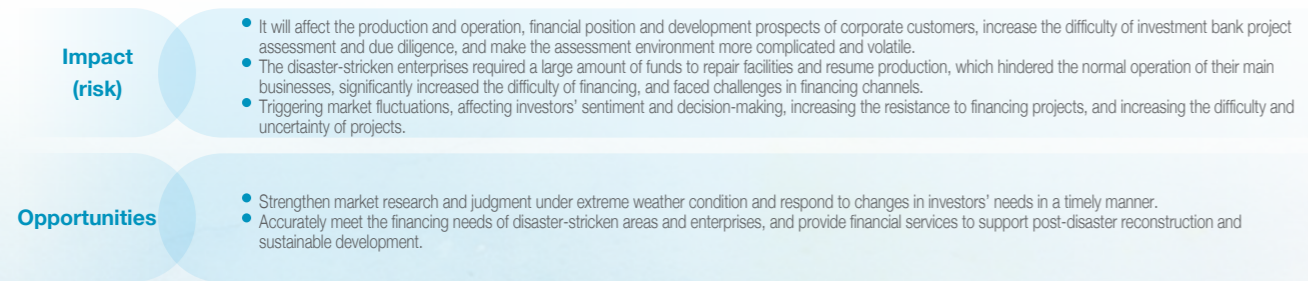 Impact
(risk)
• It will affect the production and operation, financial position and development prospects of corporate customers, increase the difficulty of investment bank project
assessment and due diligence, and make the assessment environment more complicated and volatile.
• The disaster-stricken enterprises required a large amount of funds to repair facilities and resume production, which hindered the normal operation of their main
businesses, significantly increased the difficulty of financing, and faced challenges in financing channels.
• Triggering market fluctuations, affecting investors’ sentiment and decision-making, increasing the resistance to financing projects, and increasing the difficulty and
uncertainty of projects.
Opportunities
• Strengthen market research and judgment under extreme weather condition and respond to changes in investors’ needs in a timely manner.
• Accurately meet the financing needs of disaster-stricken areas and enterprises, and provide financial services to support post-disaster reconstruction and
sustainable development.